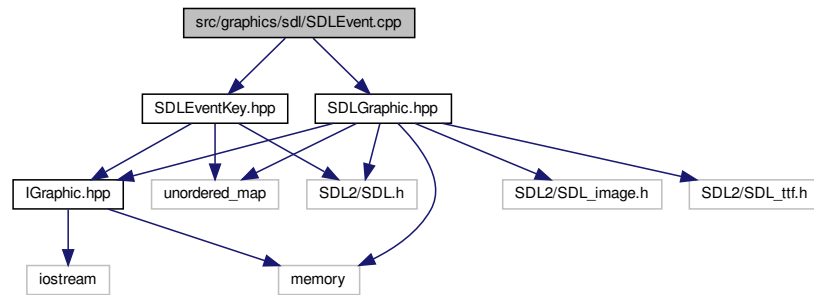 src/graphics/sdl/SDLEvent.cpp
SDLEventKey.hpp
SDLGraphic.hpp
IGraphic.hpp
unordered_map
SDL2/SDL.h
SDL2/SDL_image.h
SDL2/SDL_ttf.h
iostream
memory